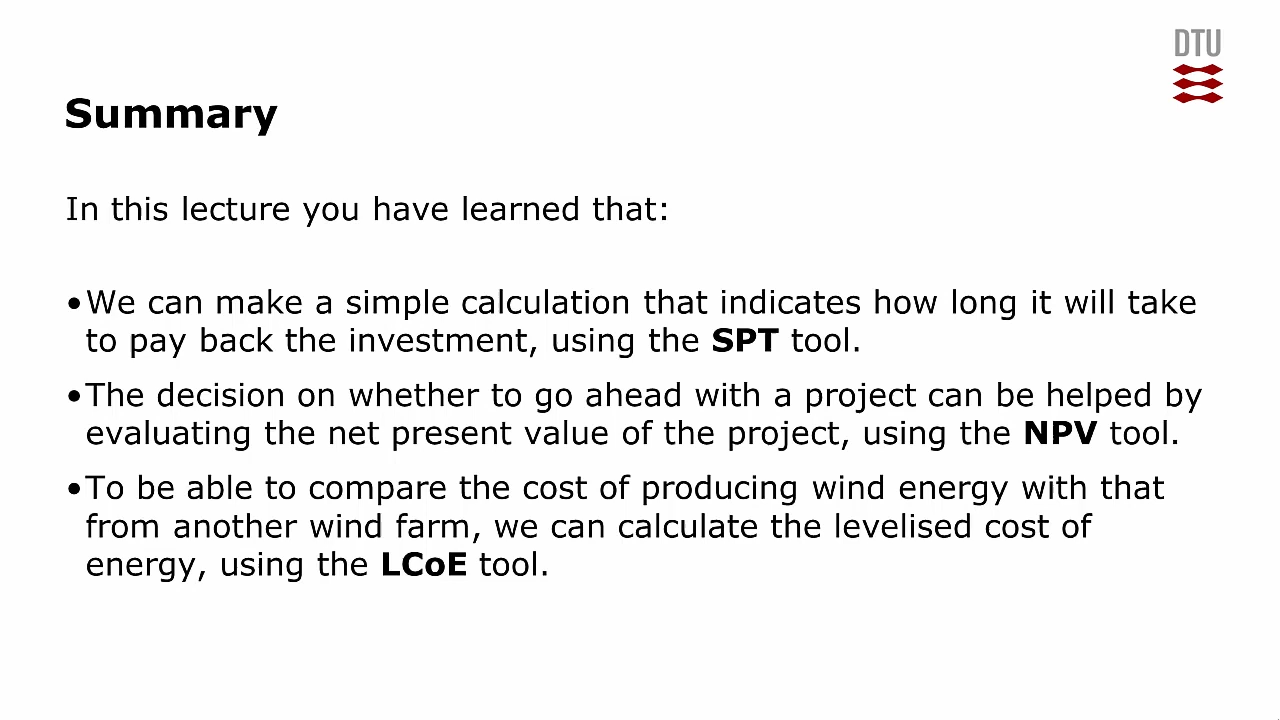 DTU
Summary
In this lecture you have learned that:
•We can make a simple calculation that indicates how long it will take
to pay back the investment, using the SPT tool.
•The decision on whether to go ahead with a project can be helped by
evaluating the net present value of the project, using the NPV tool.
•To be able to compare the cost of producing wind energy with that
from another wind farm, we can calculate the levelised cost of
energy, using the LCoE tool.